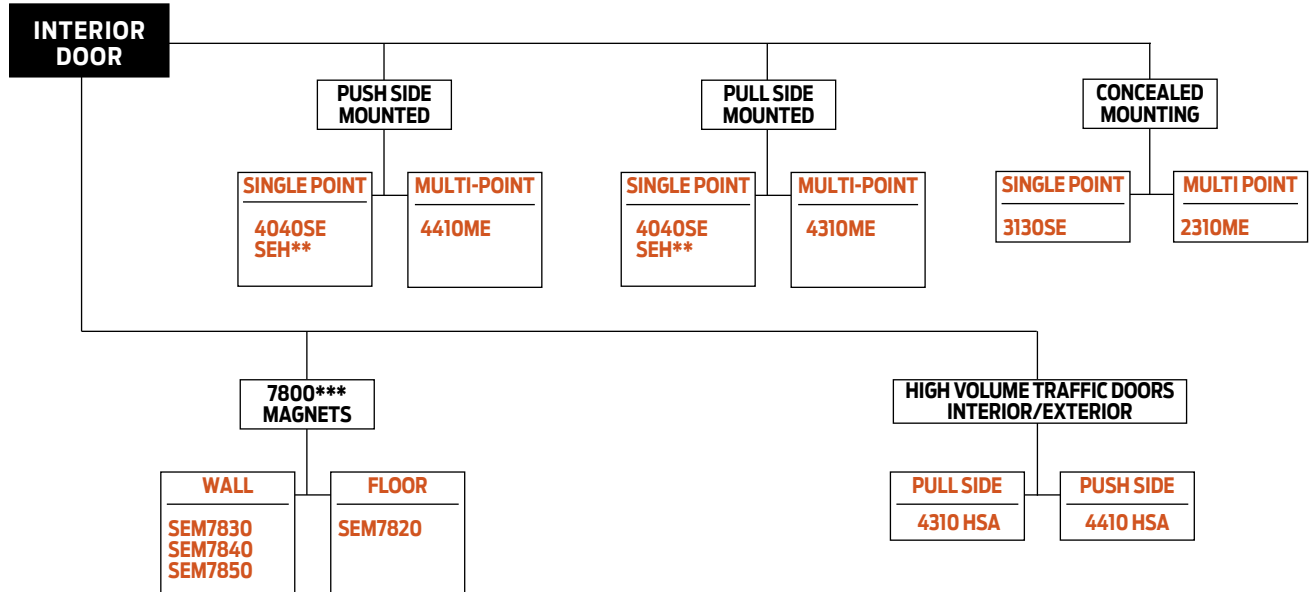 INTERIOR
DOOR
PUSH SIDE
MOUNTED
PULL SIDE
MOUNTED
CONCEALED
MOUNTING
SINGLE POINT
4040SE
SEH**
MULTI-POINT
4410ME
SINGLE POINT
4040SE
SEH**
MULTI-POINT
4310ME
SINGLE POINT
3130SE
MULTI POINT
2310ME
7800***
MAGNETS
HIGH VOLUME TRAFFIC DOORS
INTERIOR/EXTERIOR
WALL
SEM7830
SEM7840
SEM7850
FLOOR
SEM7820
PULL SIDE
4310 HSA
PUSH SIDE
4410 HSA